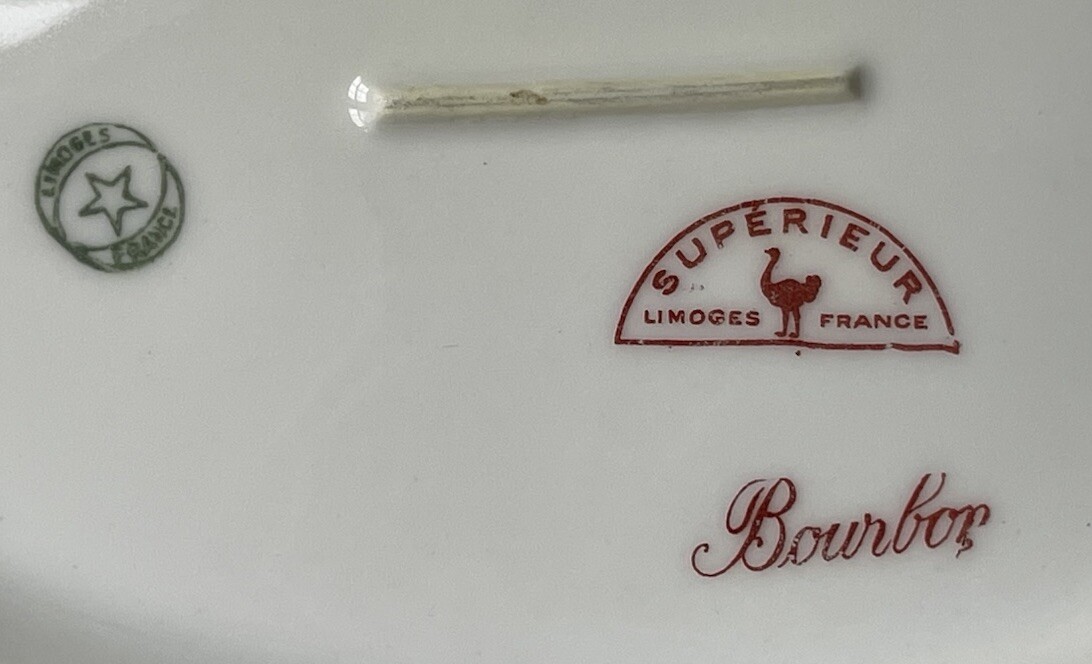 LIMOGES
FRANCE
SUPÉRIEUR
LIMOGES FRANCE
Bourbon